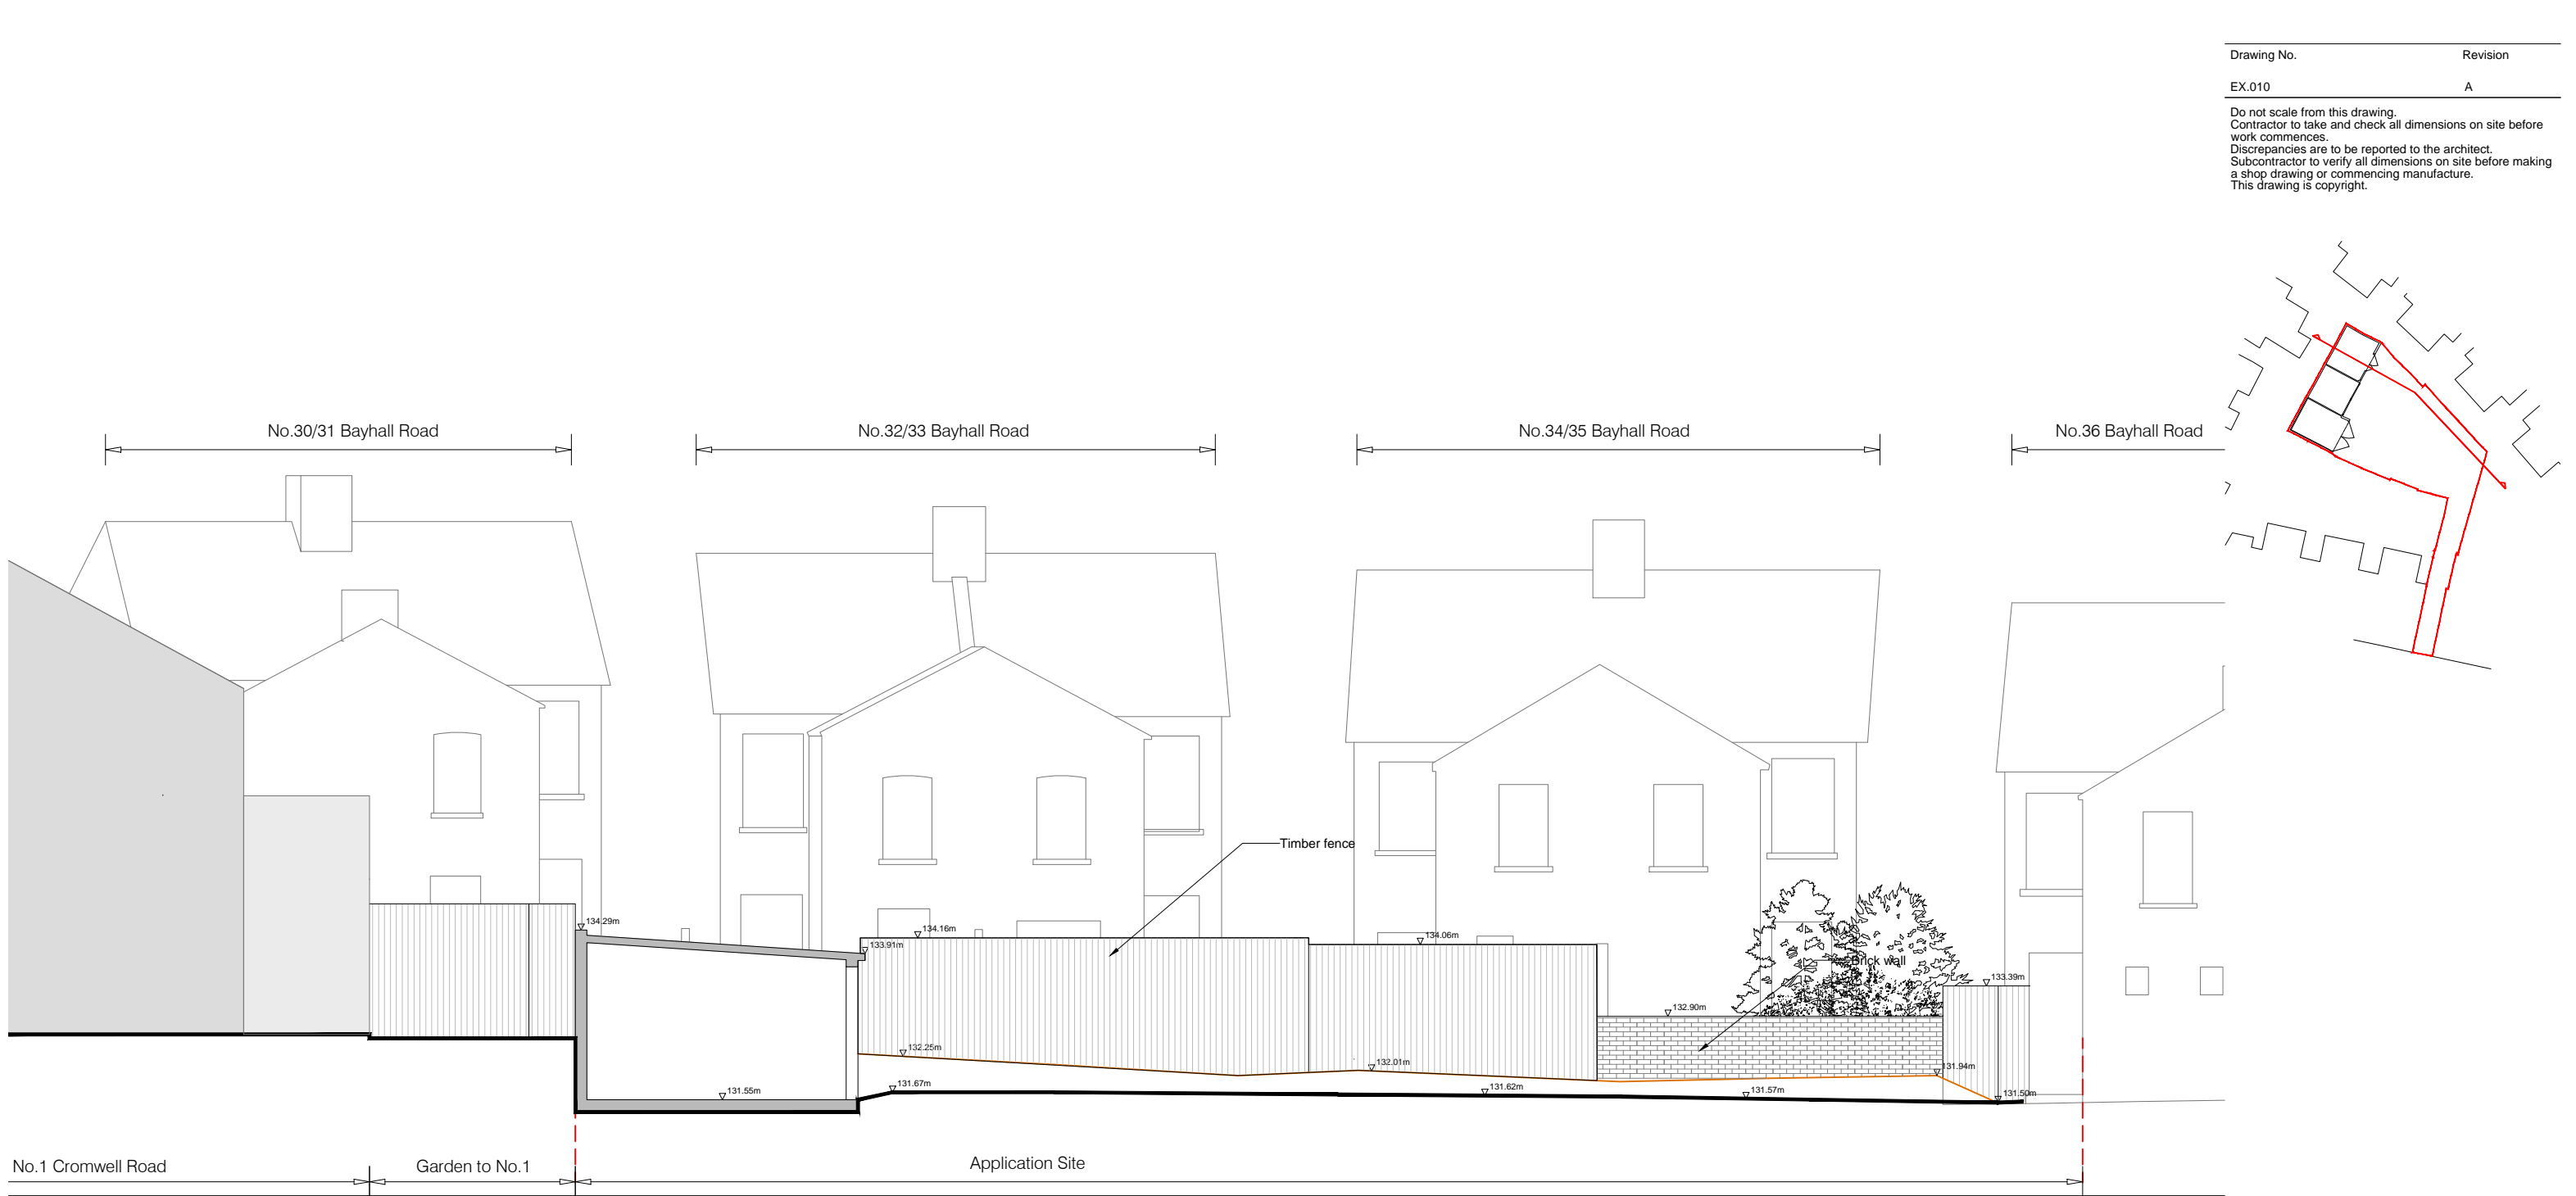 Drawing No. Revision
EX.010 A
Do not scale from this drawing.
Contractor to take and check all dimensions on site before
work commences.
Discrepancies are to be reported to the architect.
Subcontractor to verify all dimensions on site before making
a shop drawing or commencing manufacture.
This drawing is copyright.
No.30/31 Bayhall Road
No.32/33 Bayhall Road
No.34/35 Bayhall Road
No.36 Bayhall Road
Timber fence
134.29m
133.91m
134.16m
134.06m
Brick wall
133.39m
132.90m
132.25m
132.01m
131.94m
131.55m
131.67m
131.62m
131.57m
131.50m
No.1 Cromwell Road
Garden to No.1
Application Site